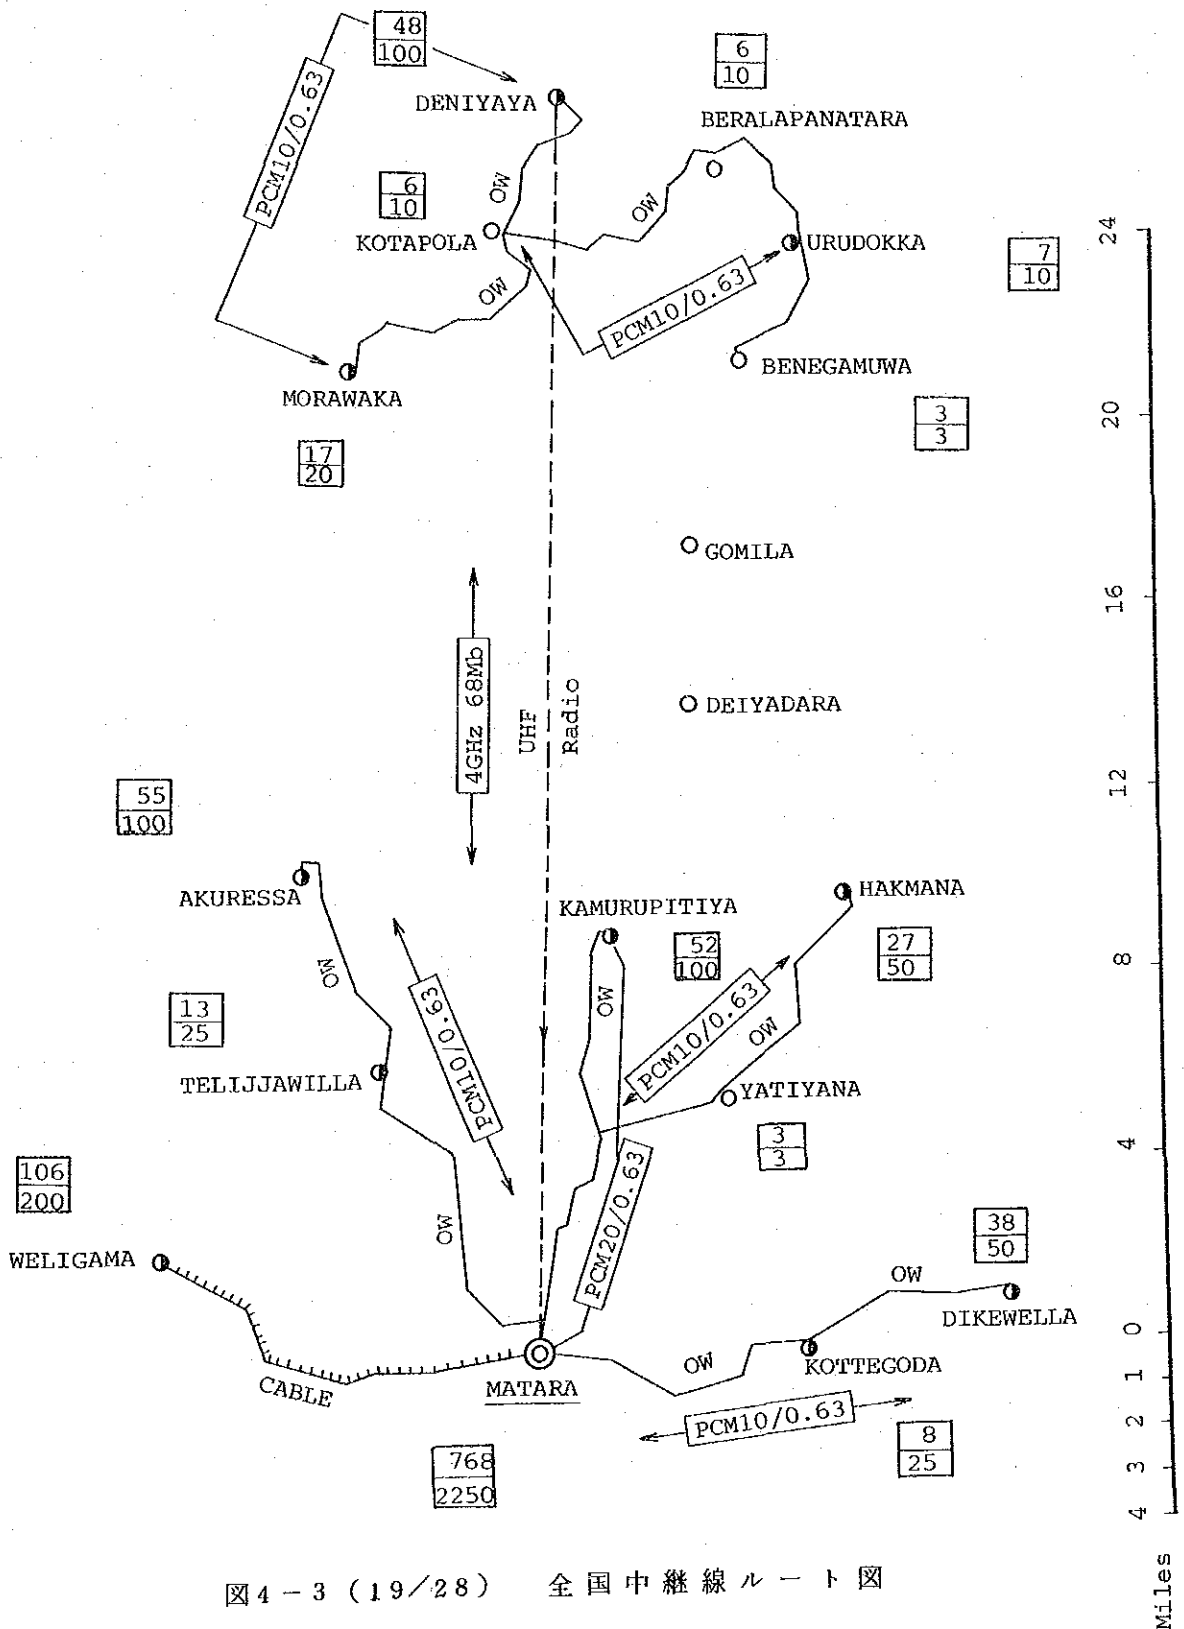 48
100
6
10
PCM10/0.63
DENIYAYA
BERALAPANATARA
6
10
OW
OW
KOTAPOLA
URUDOKKA
24
7
10
OW
PCM10/0.63
BENEGAMUWA
MORAWAKA
3
3
20
17
20
GOMILA
16
4GHz 68Mb
UHF
Radio
DEIYADARA
12
55
100
AKURESSA
KAMURUPITIYA
HAKMANA
52
100
27
50
8
OW
PCM10/0.63
OW
PCM10/0.63
OW
13
25
TELIJJAWILLA
YATIYANA
3
3
4
106
200
PCM20/0.63
OW
38
50
WELIGAMA
OW
DIKEWELLA
0
CABLE
MATARA
OW
KOTTEGODA
1
PCM10/0.63
2
768
2250
8
25
3
4
Miles
図4-3 (19/28) 全国中継線ルート図